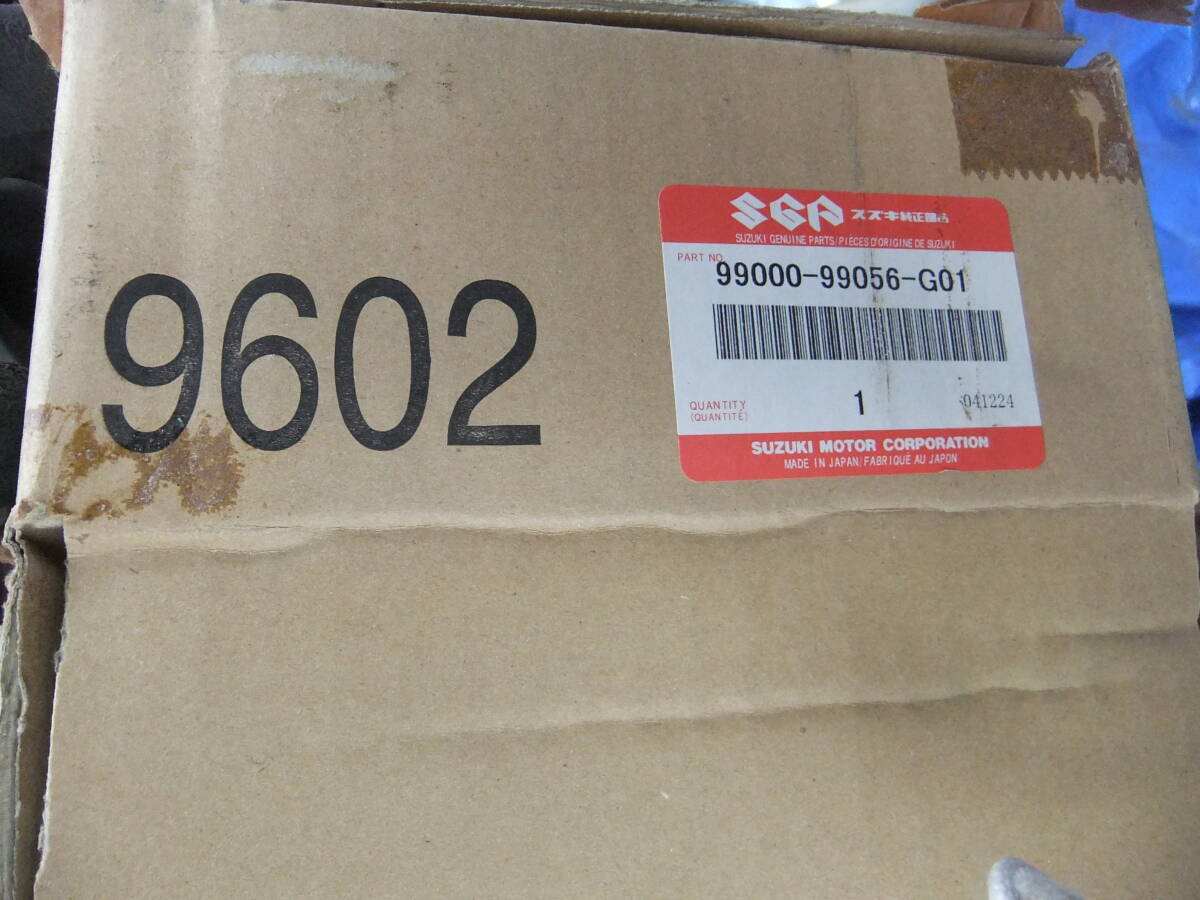 9602
SGP スズキ純正部品
SUZUKI GENUINE PARTS/PIÈCES D'ORIGINE DE SUZUKI
PART NO.
99000-99056-G01
QUANTITY
(QUANTITÉ)
1
041224
SUZUKI MOTOR CORPORATION
MADE IN JAPAN/FABRIQUÉ AU JAPON